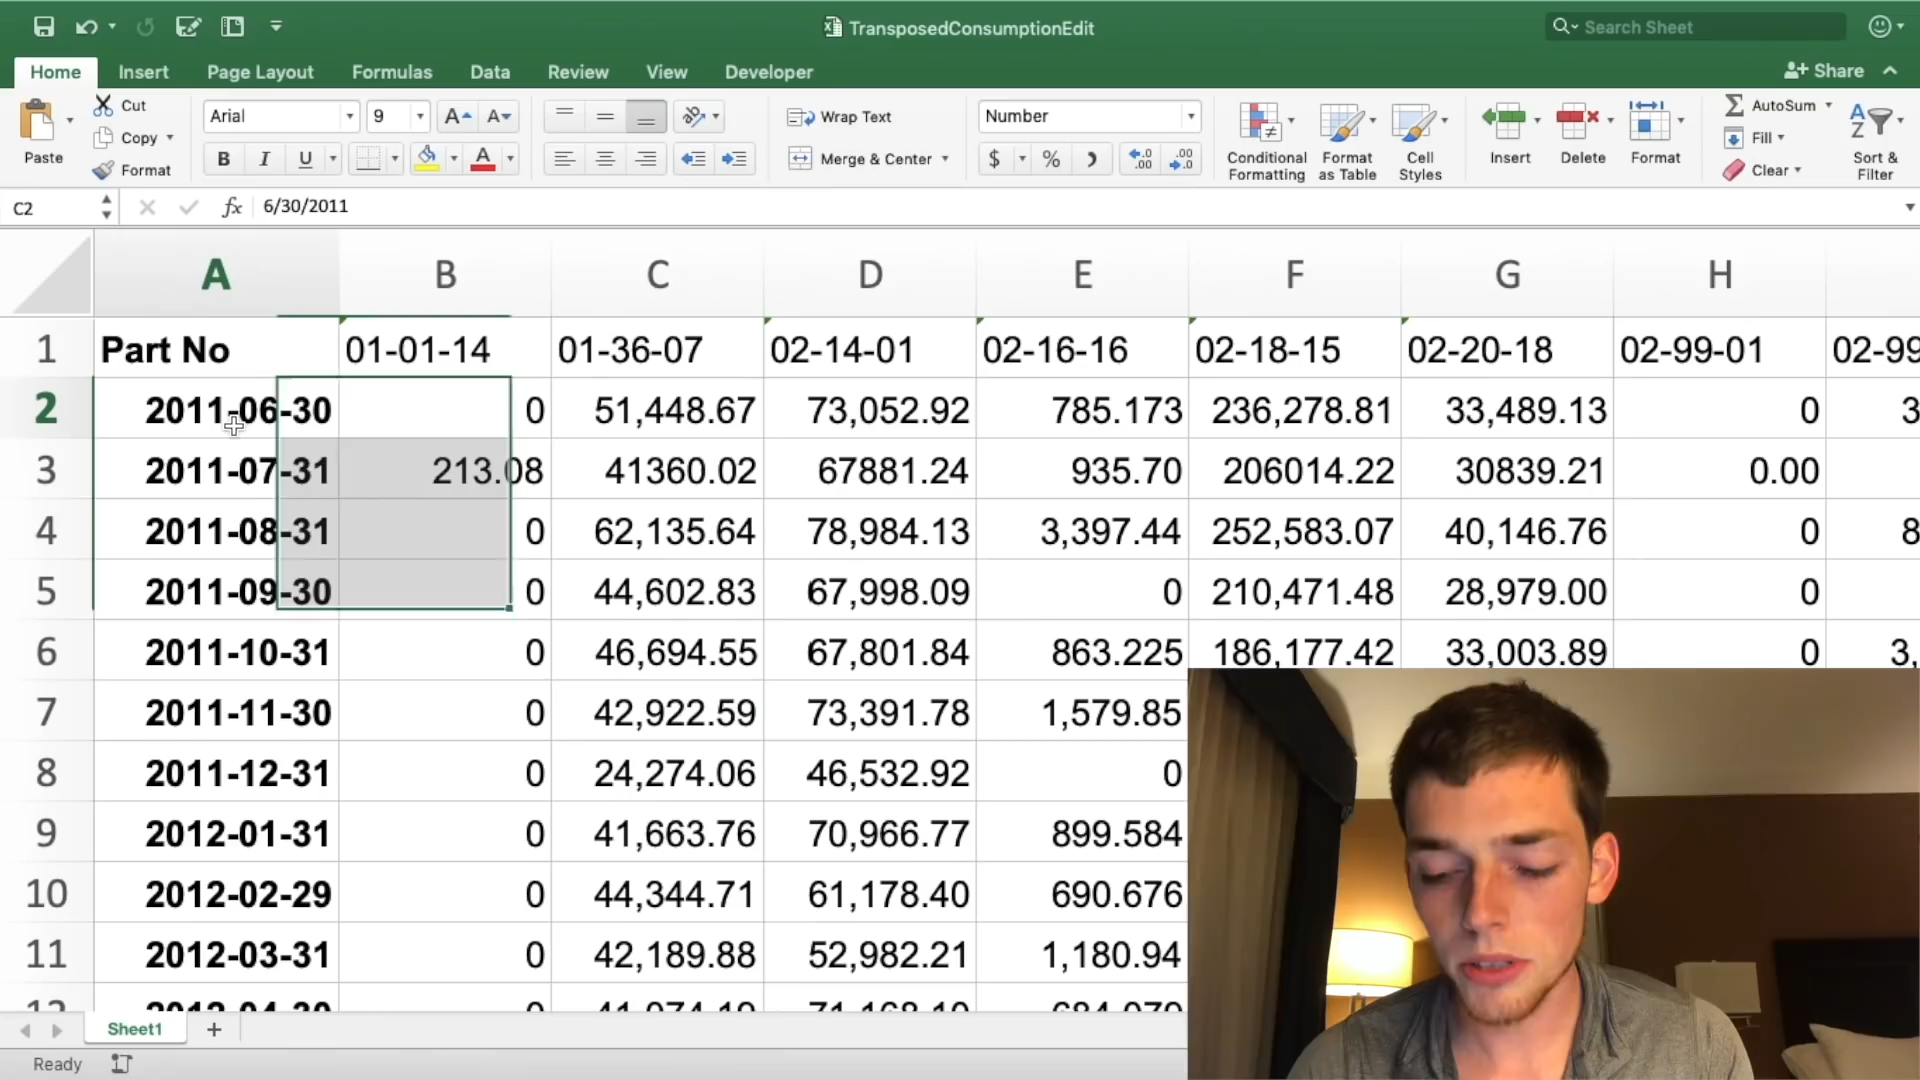 TransposedConsumptionEdit
Search Sheet
Home Insert Page Layout Formulas Data Review View Developer
Share
Paste
Cut
Copy
Format
Arial 9
A A
B I U A
Wrap Text
Merge & Center
Number
$ %
Conditional Formatting
Format as Table
Cell Styles
Insert
Delete
Format
AutoSum
Fill
Clear
Sort & Filter
C2 fx 6/30/2011
A B C D E F G H
1 Part No 01-01-14 01-36-07 02-14-01 02-16-16 02-18-15 02-20-18 02-99-01 02-99
2 2011-06-30 0 51,448.67 73,052.92 785.173 236,278.81 33,489.13 0 3
3 2011-07-31 213.08 41360.02 67881.24 935.70 206014.22 30839.21 0.00
4 2011-08-31 0 62,135.64 78,984.13 3,397.44 252,583.07 40,146.76 0 8
5 2011-09-30 0 44,602.83 67,998.09 0 210,471.48 28,979.00 0
6 2011-10-31 0 46,694.55 67,801.84 863.225 186,177.42 33,003.89 0 3,
7 2011-11-30 0 42,922.59 73,391.78 1,579.85
8 2011-12-31 0 24,274.06 46,532.92 0
9 2012-01-31 0 41,663.76 70,966.77 899.584
10 2012-02-29 0 44,344.71 61,178.40 690.676
11 2012-03-31 0 42,189.88 52,982.21 1,180.94
Sheet1
Ready